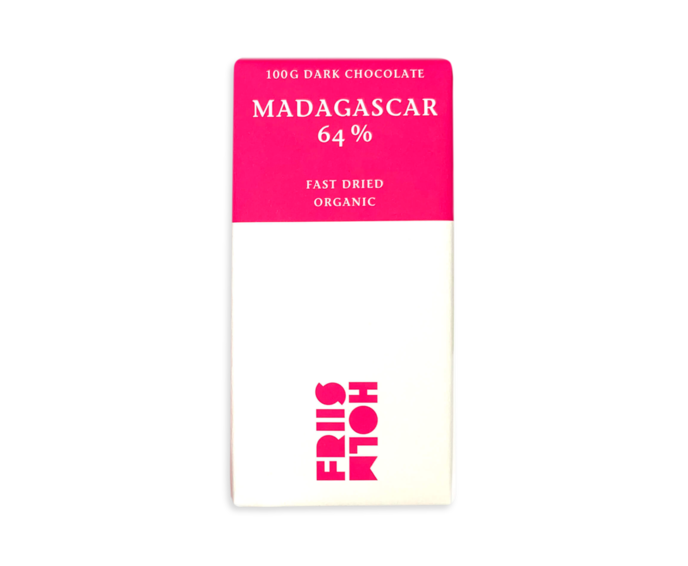 100G DARK CHOCOLATE
MADAGASCAR
64%
FAST DRIED
ORGANIC
FRIIS
HOLM